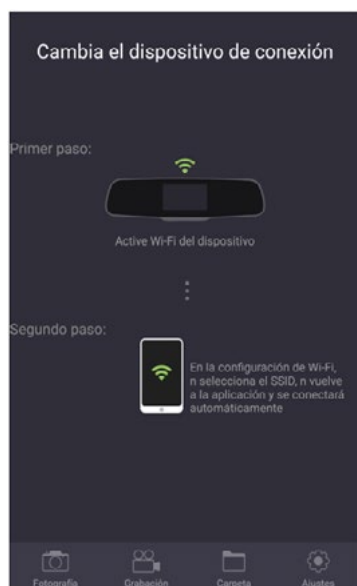 Cambia el dispositivo de conexión
Primer paso:
Active Wi-Fi del dispositivo
Segundo paso:
En la configuración de Wi-Fi,
n selecciona el SSID, n vuelve
a la aplicación y se conectará
automáticamente
Fotografía Grabación Carpeta Ajustes